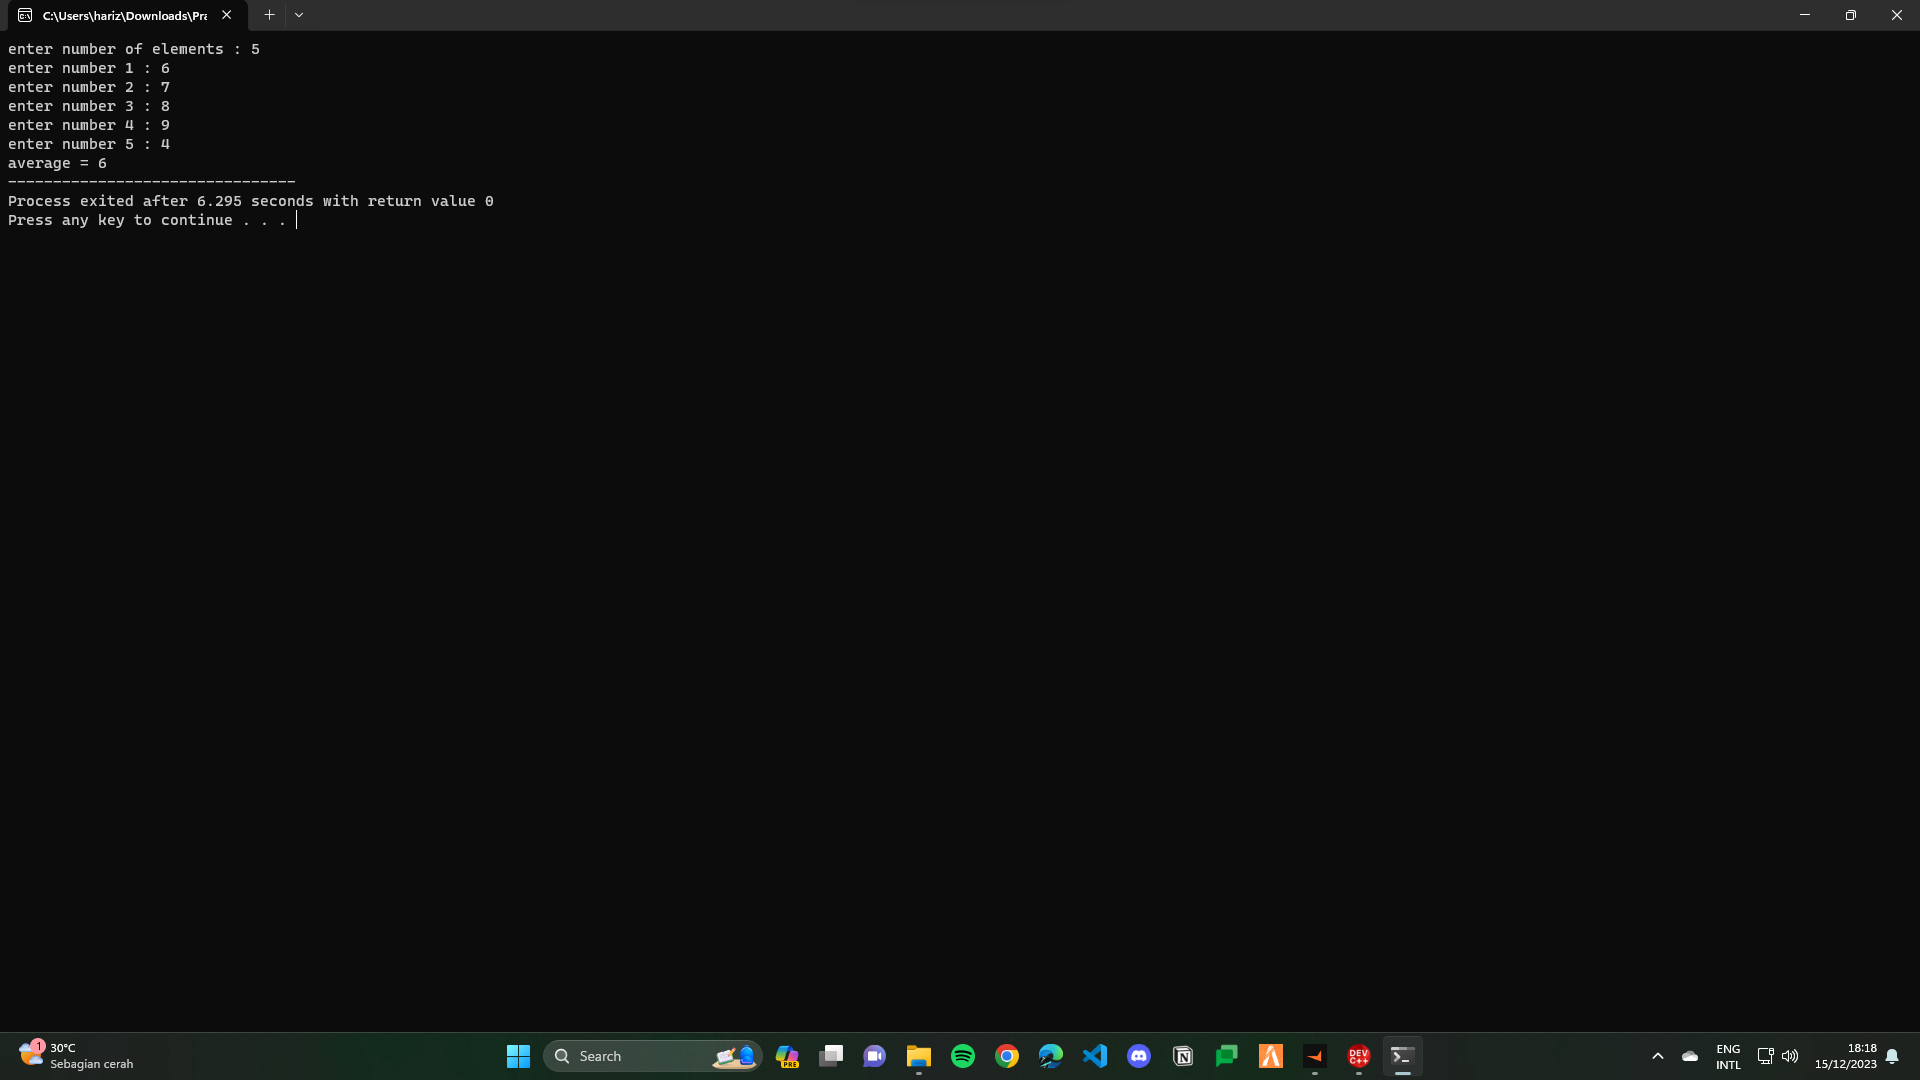 C:\Users\hariz\Downloads\Pra
enter number of elements : 5
enter number 1 : 6
enter number 2 : 7
enter number 3 : 8
enter number 4 : 9
enter number 5 : 4
average = 6
--------------------------------
Process exited after 6.295 seconds with return value 0
Press any key to continue . . .
1
30°C
Sebagian cerah
Search
PRE
DEV
C++
ENG
INTL
18:18
15/12/2023